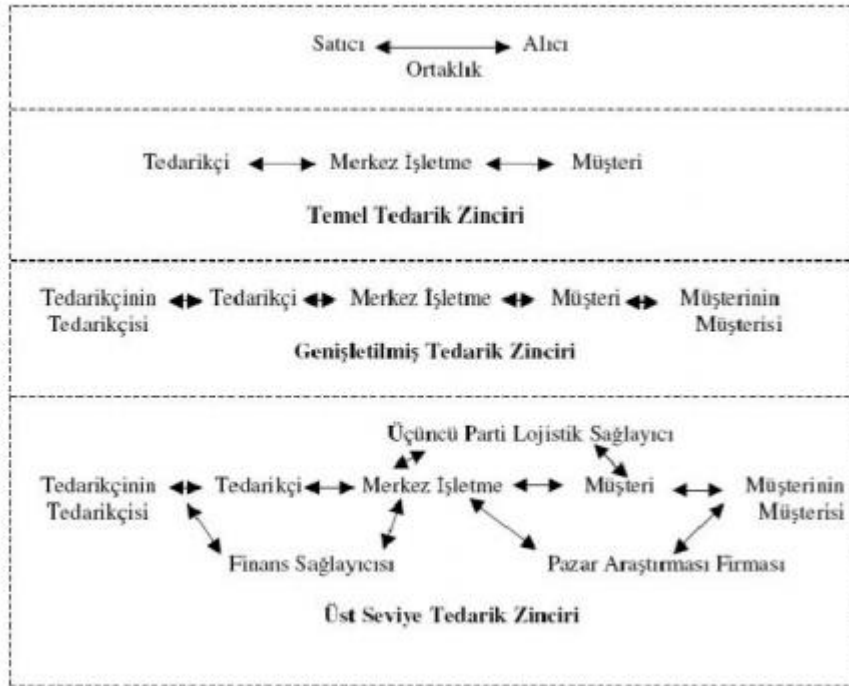 Satıcı Alıcı
Ortaklık
Tedarikçi Merkez İşletme Müşteri
Temel Tedarik Zinciri
Tedarikçinin Tedarikçi Merkez İşletme Müşteri Müşterinin
Tedarikçisi Müşterisi
Genişletilmiş Tedarik Zinciri
Üçüncü Parti Lojistik Sağlayıcı
Tedarikçinin Tedarikçi Merkez İşletme Müşteri Müşterinin
Tedarikçisi Müşterisi
Finans Sağlayıcısı Pazar Araştırması Firması
Üst Seviye Tedarik Zinciri